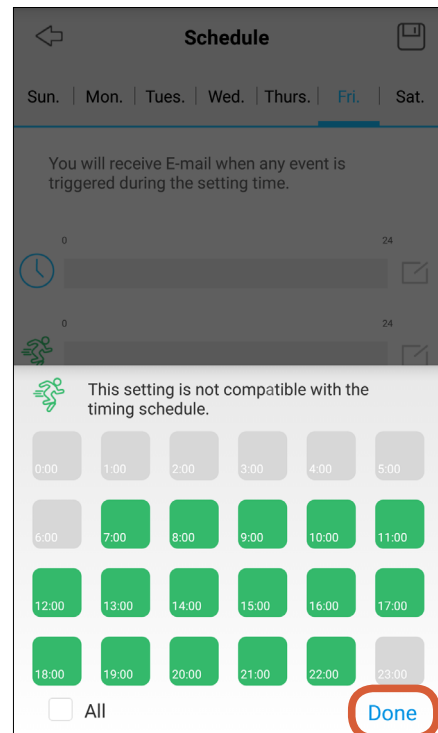 Schedule
Sun. | Mon. | Tues. | Wed. | Thurs. | Fri. | Sat.
You will receive E-mail when any event is
triggered during the setting time.
0 24
0 24
This setting is not compatible with the
timing schedule.
0:00 1:00 2:00 3:00 4:00 5:00
6:00 7:00 8:00 9:00 10:00 11:00
12:00 13:00 14:00 15:00 16:00 17:00
18:00 19:00 20:00 21:00 22:00 23:00
All Done